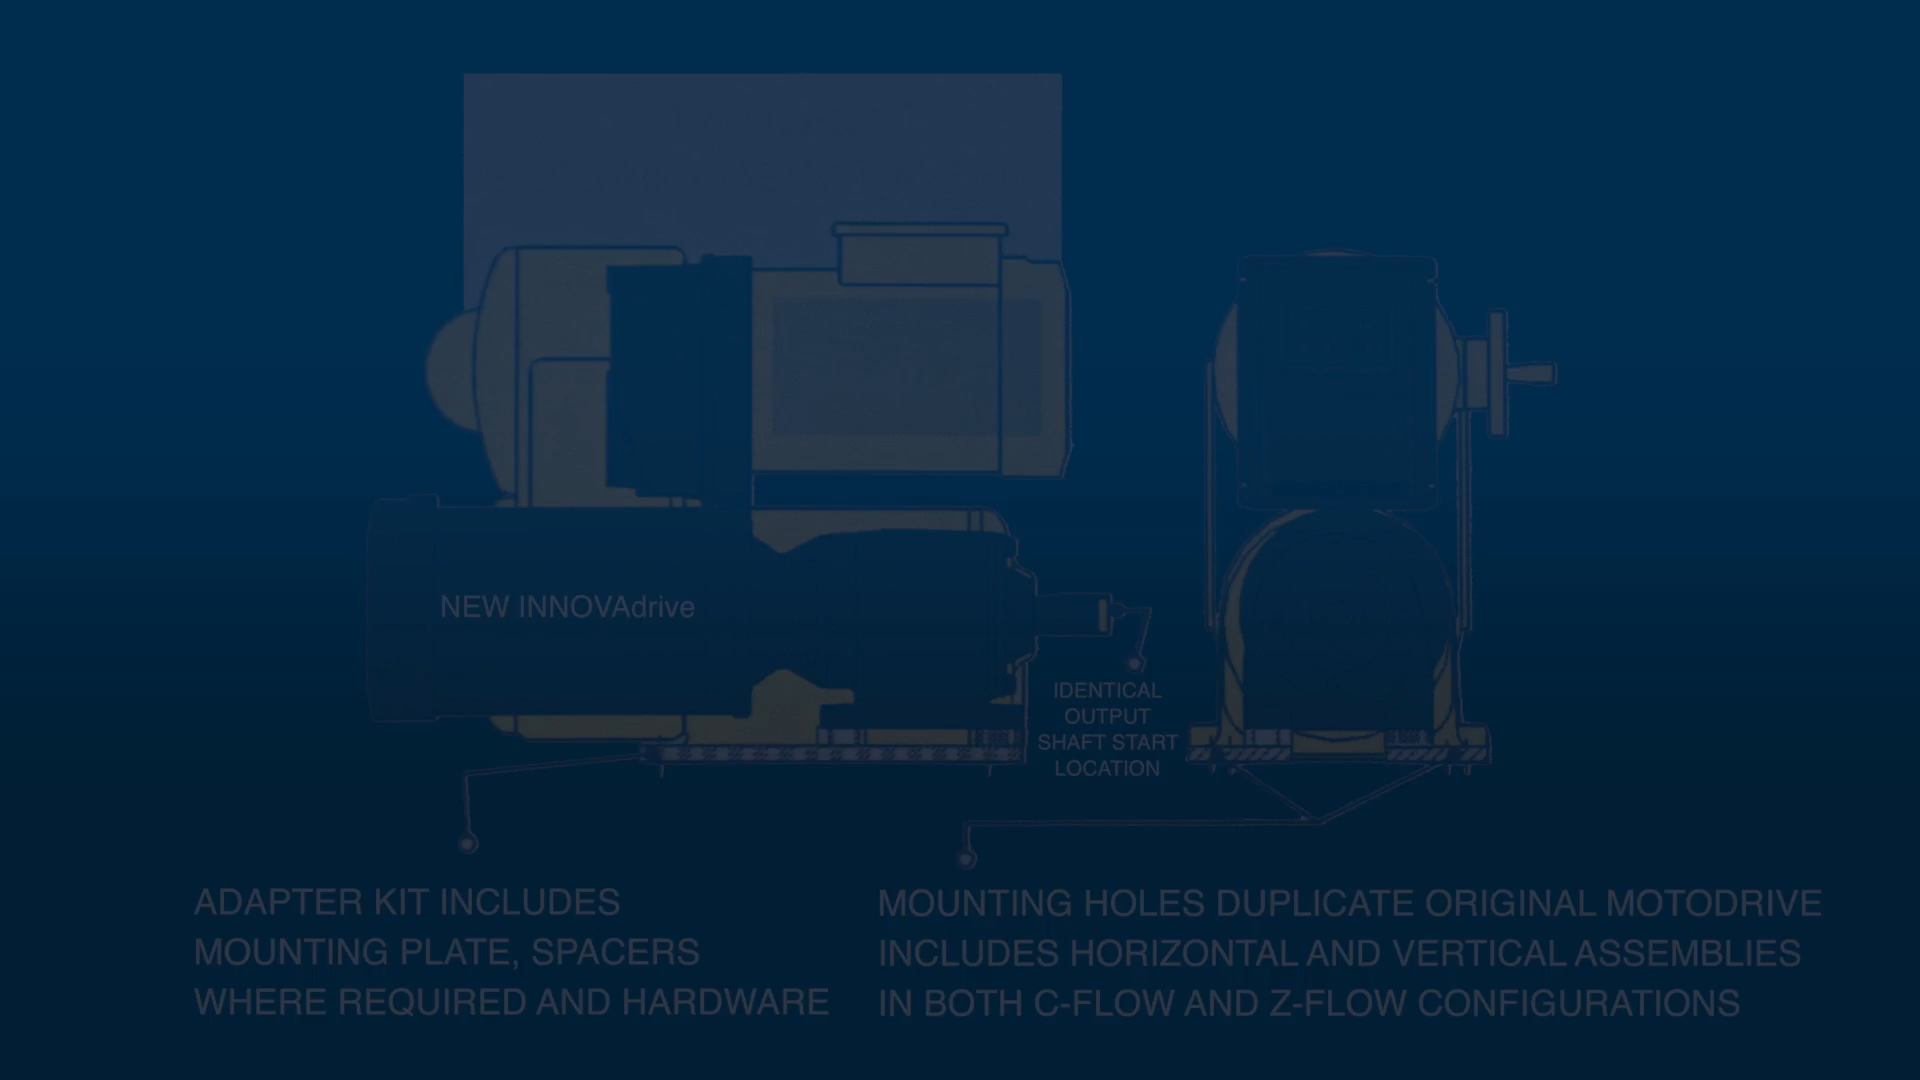 NEW INNOVAdrive
IDENTICAL
OUTPUT
SHAFT START
LOCATION
ADAPTER KIT INCLUDES
MOUNTING PLATE, SPACERS
WHERE REQUIRED AND HARDWARE
MOUNTING HOLES DUPLICATE ORIGINAL MOTODRIVE
INCLUDES HORIZONTAL AND VERTICAL ASSEMBLIES
IN BOTH C-FLOW AND Z-FLOW CONFIGURATIONS